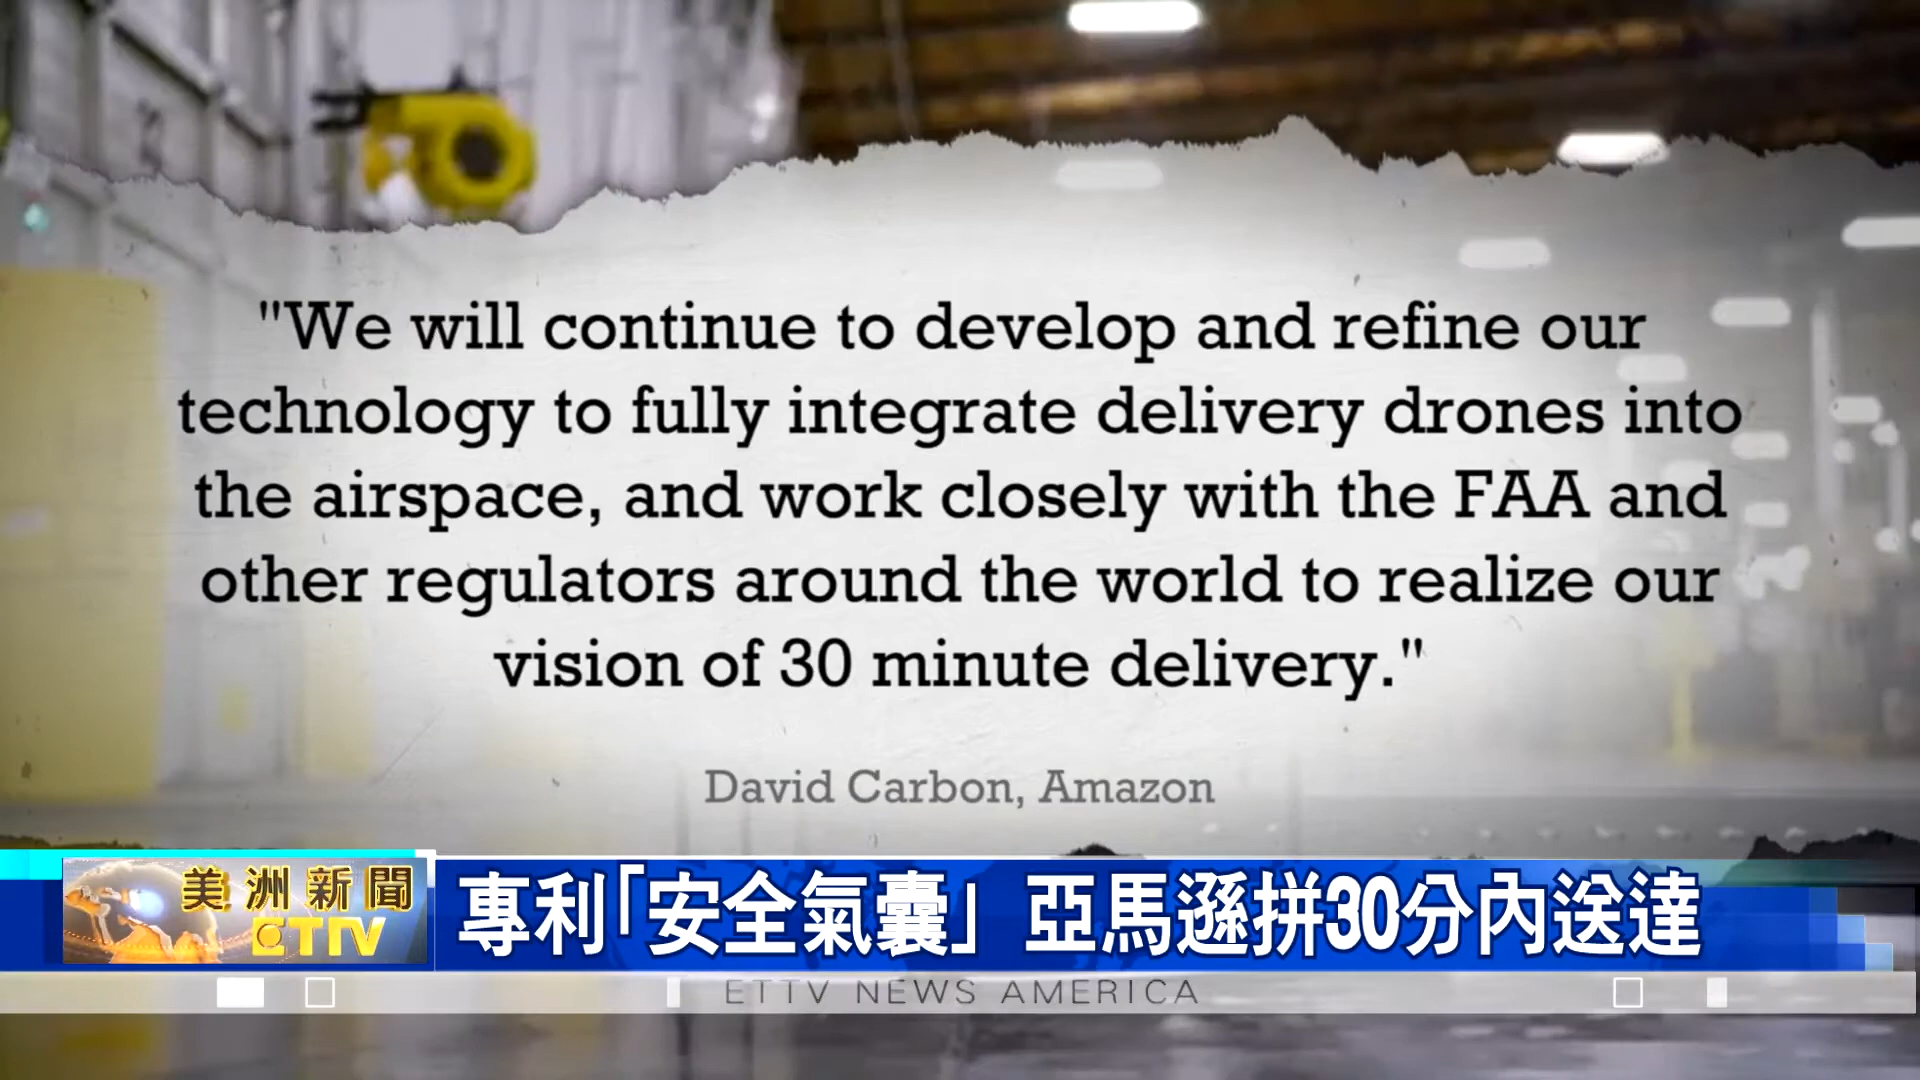 "We will continue to develop and refine our
technology to fully integrate delivery drones into
the airspace, and work closely with the FAA and
other regulators around the world to realize our
vision of 30 minute delivery."
David Carbon, Amazon
美洲新聞
ETTV
專利「安全氣囊」 亞馬遜拼30分內送達
ETTV NEWS AMERICA